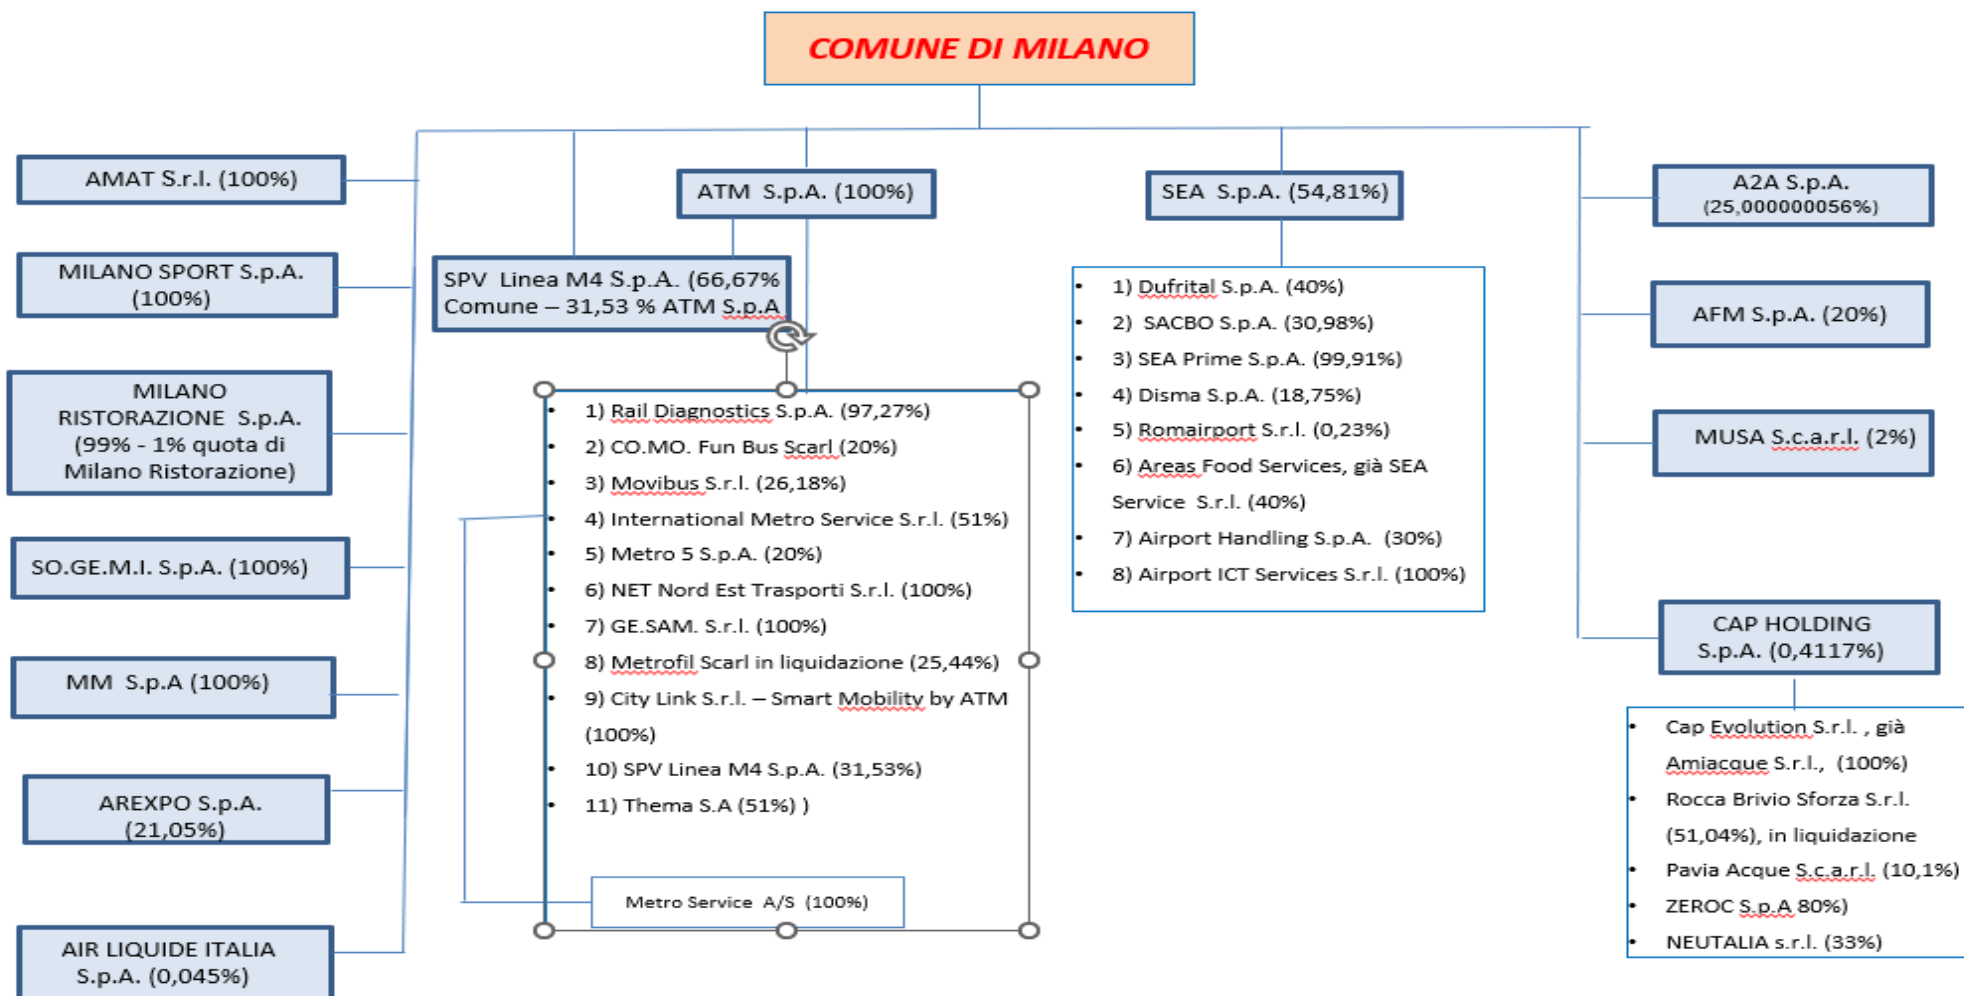 COMUNE DI MILANO
AMAT S.r.l. (100%)
MILANO SPORT S.p.A.
(100%)
MILANO
RISTORAZIONE S.p.A.
(99% - 1% quota di
Milano Ristorazione)
SO.GE.M.I. S.p.A. (100%)
MM S.p.A (100%)
AREXPO S.p.A.
(21,05%)
AIR LIQUIDE ITALIA
S.p.A. (0,045%)
ATM S.p.A. (100%)
SPV Linea M4 S.p.A. (66,67%
Comune – 31,53 % ATM S.p.A
1) Rail Diagnostics S.p.A. (97,27%)
2) CO.MO. Fun Bus Scarl (20%)
3) Movibus S.r.l. (26,18%)
4) International Metro Service S.r.l. (51%)
5) Metro 5 S.p.A. (20%)
6) NET Nord Est Trasporti S.r.l. (100%)
7) GE.SAM. S.r.l. (100%)
8) Metrofil Scarl in liquidazione (25,44%)
9) City Link S.r.l. – Smart Mobility by ATM
(100%)
10) SPV Linea M4 S.p.A. (31,53%)
11) Thema S.A (51%) )
Metro Service A/S (100%)
SEA S.p.A. (54,81%)
1) Dufrital S.p.A. (40%)
2) SACBO S.p.A. (30,98%)
3) SEA Prime S.p.A. (99,91%)
4) Disma S.p.A. (18,75%)
5) Romairport S.r.l. (0,23%)
6) Areas Food Services, già SEA
Service S.r.l. (40%)
7) Airport Handling S.p.A. (30%)
8) Airport ICT Services S.r.l. (100%)
A2A S.p.A.
(25,000000056%)
AFM S.p.A. (20%)
MUSA S.c.a.r.l. (2%)
CAP HOLDING
S.p.A. (0,4117%)
Cap Evolution S.r.l. , già
Amiacque S.r.l., (100%)
Rocca Brivio Sforza S.r.l.
(51,04%), in liquidazione
Pavia Acque S.c.a.r.l. (10,1%)
ZEROC S.p.A 80%)
NEUTALIA s.r.l. (33%)